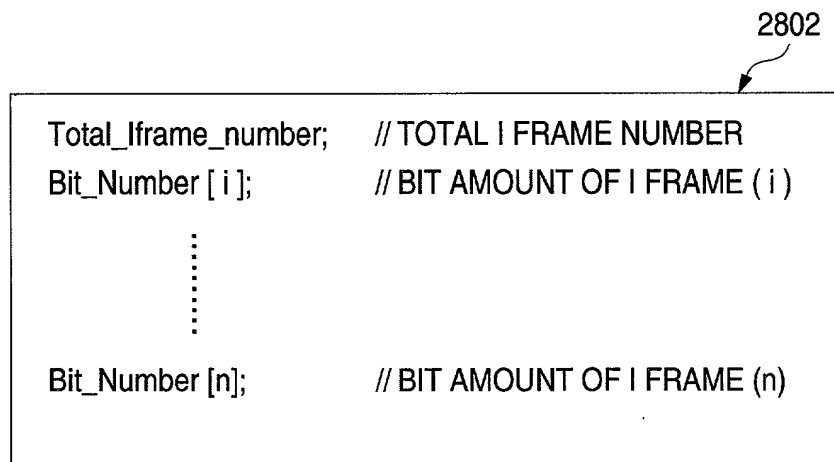 2802
Total_Iframe_number; // TOTAL I FRAME NUMBER
Bit_Number [ i ]; // BIT AMOUNT OF I FRAME ( i )
Bit_Number [n]; // BIT AMOUNT OF I FRAME (n)